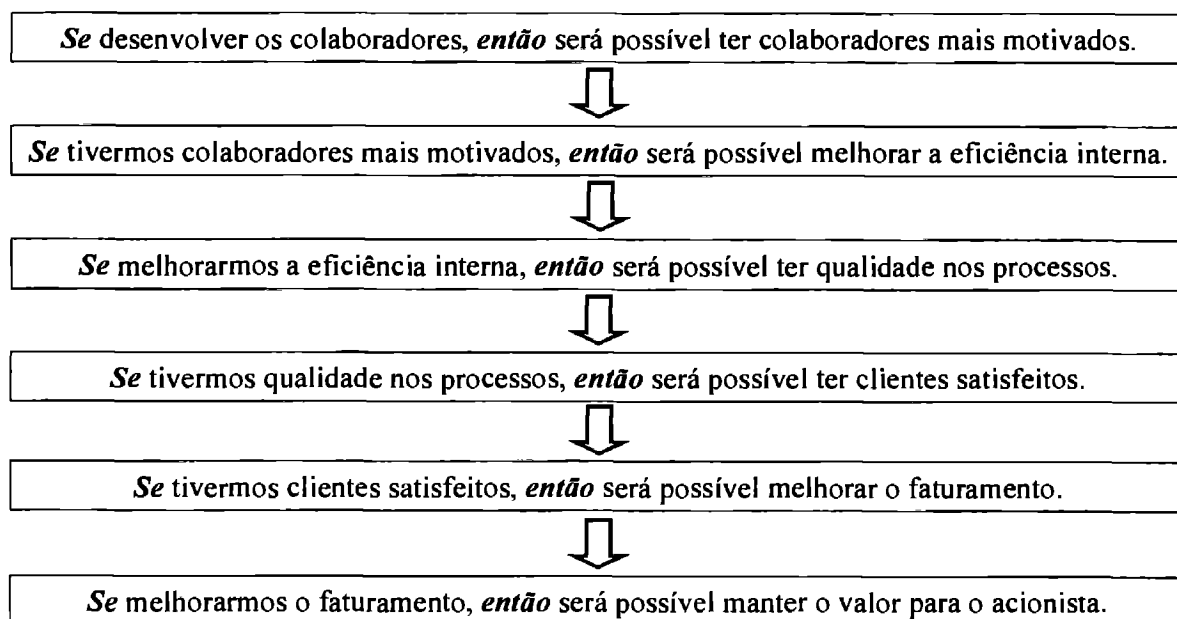 Se desenvolver os colaboradores, então será possível ter colaboradores mais motivados.
Se tivermos colaboradores mais motivados, então será possível melhorar a eficiência interna.
Se melhorarmos a eficiência interna, então será possível ter qualidade nos processos.
Se tivermos qualidade nos processos, então será possível ter clientes satisfeitos.
Se tivermos clientes satisfeitos, então será possível melhorar o faturamento.
Se melhorarmos o faturamento, então será possível manter o valor para o acionista.